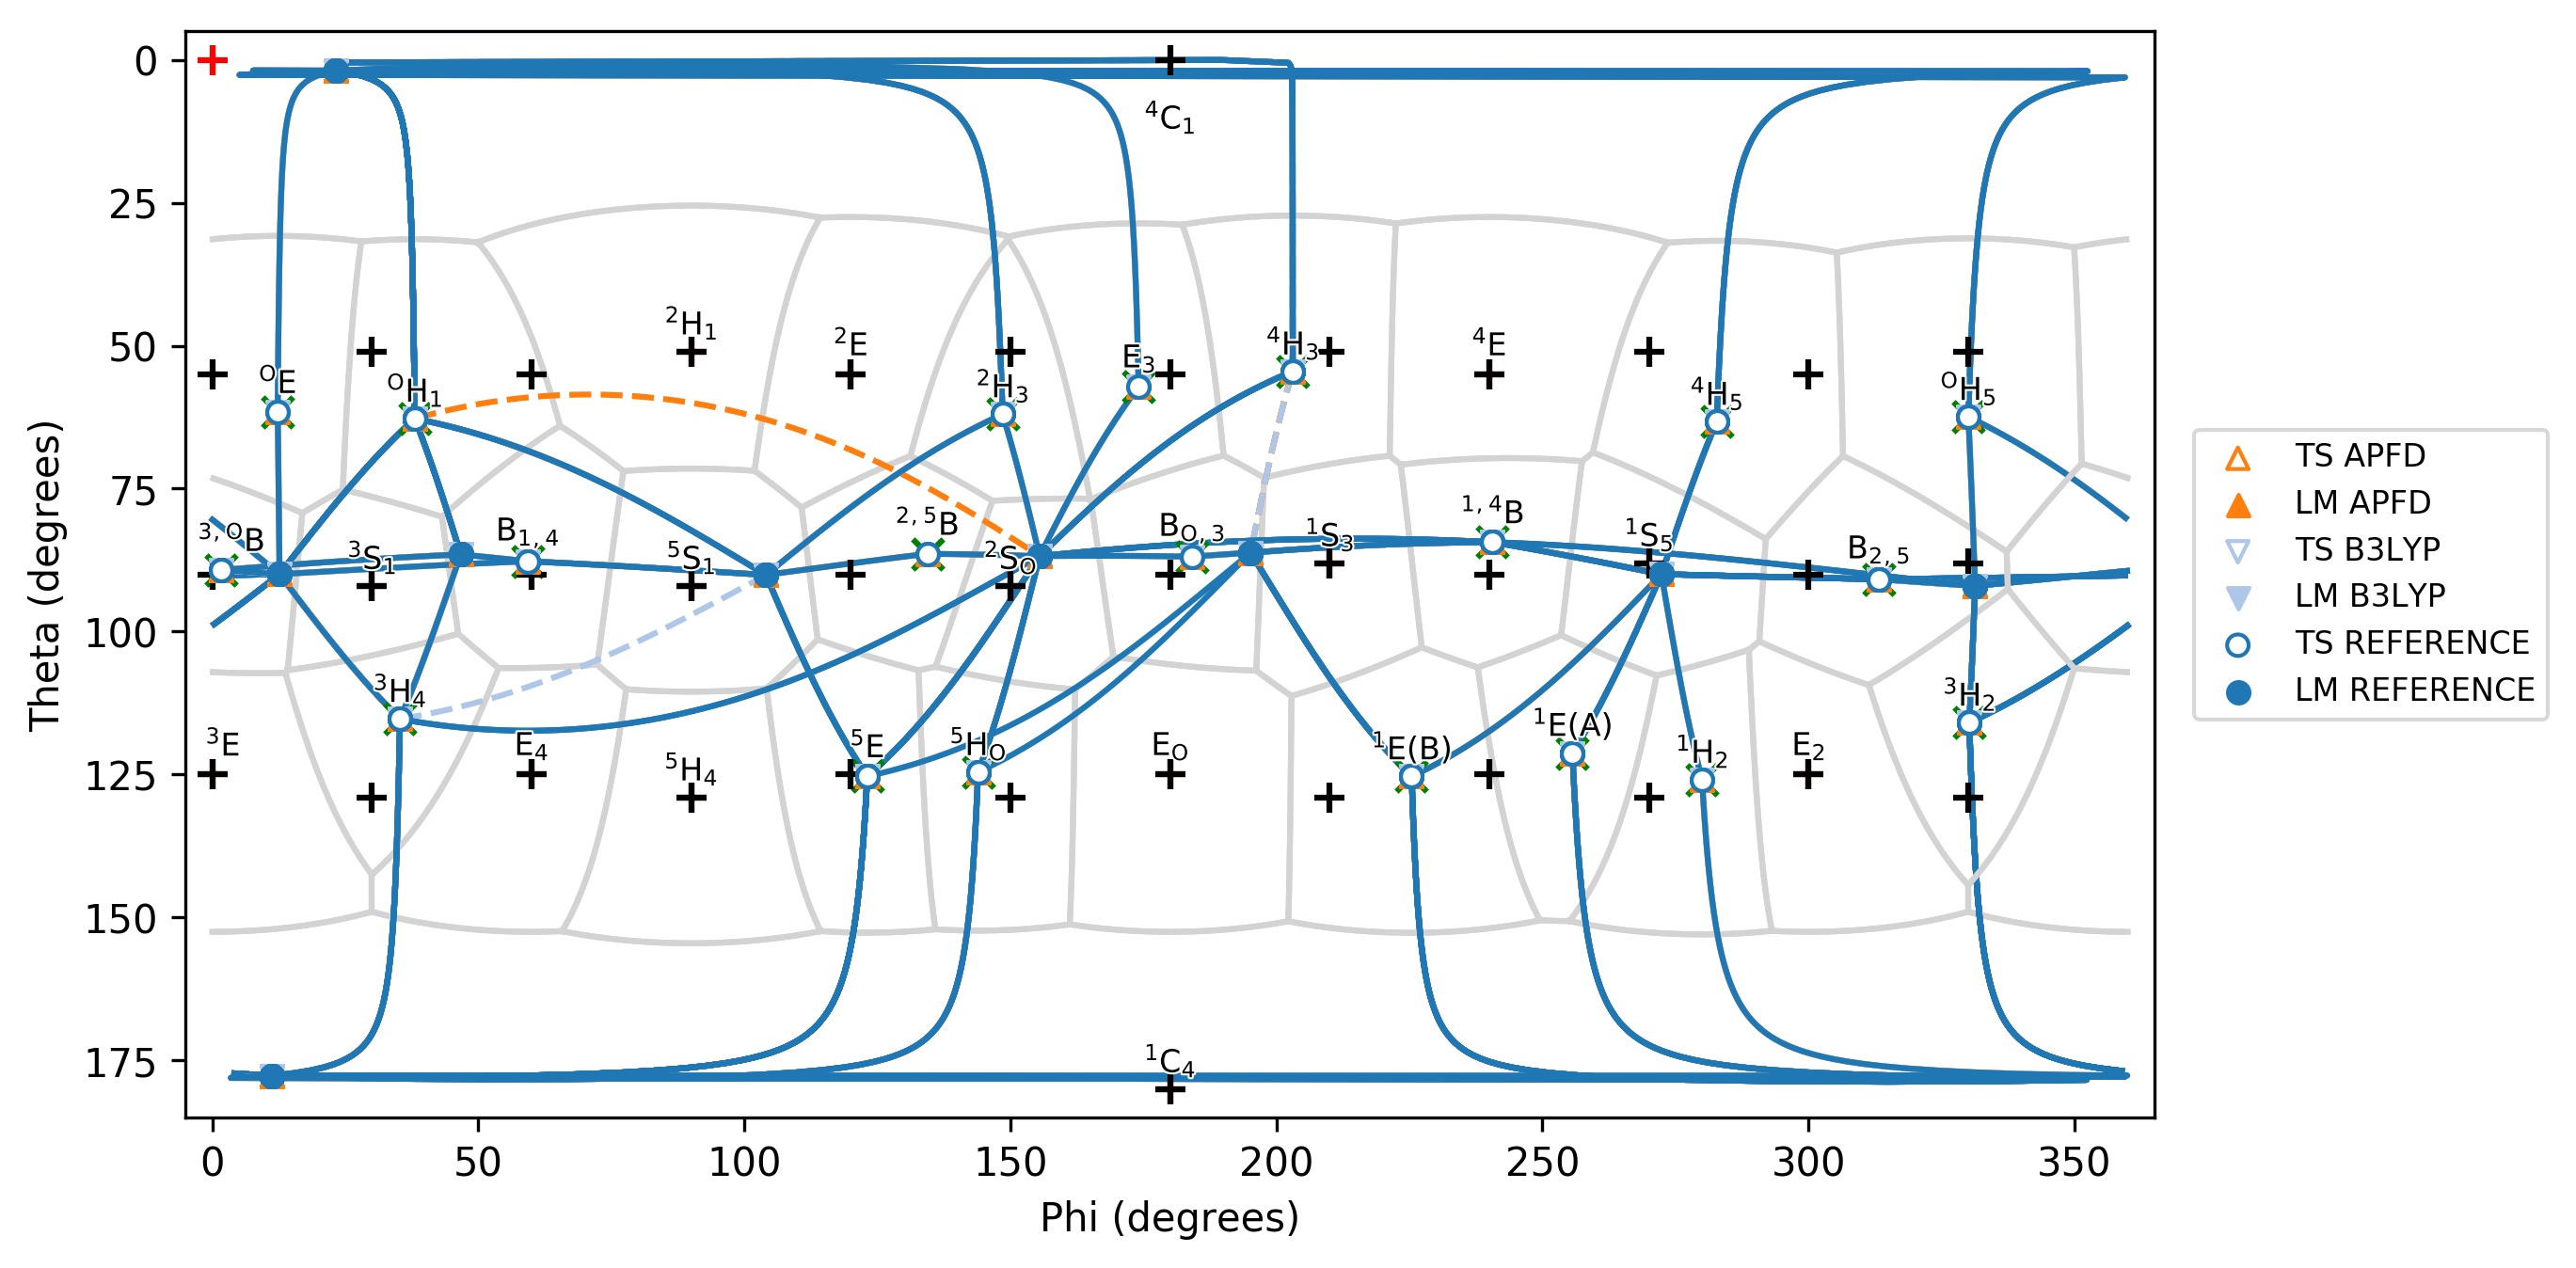 0
25
50
75
100
125
150
175
Theta (degrees)
⁴C₁
²H₁
²E
⁴H₃
⁴E
ᴼE
ᴼH₁
²H₃
E₃
⁴H₅
ᴼH₅
³,ᴼB
³S₁
B₁,₄
⁵S₁
²,⁵B
²Sₒ
Bₒ,₃
¹S₃
¹,⁴B
¹S₅
B₂,₅
³H₄
³H₂
³E
E₄
⁵H₄
⁵E
⁵Hₒ
Eₒ
¹E(B)
¹E(A)
¹H₂
E₂
¹C₄
0
50
100
150
200
250
300
350
Phi (degrees)
TS APFD
LM APFD
TS B3LYP
LM B3LYP
TS REFERENCE
LM REFERENCE